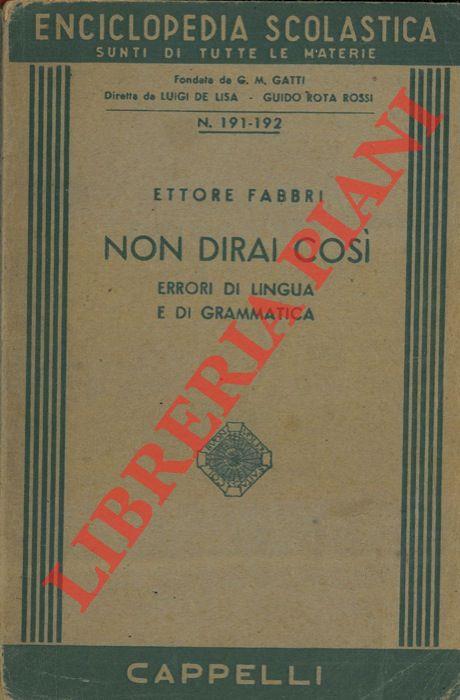 ENCICLOPEDIA SCOLASTICA
SUNTI DI TUTTE LE MATERIE
Fondata da G. M. GATTI
Diretta da LUIGI DE LISA - GUIDO ROTA ROSSI
N. 191-192
ETTORE FABBRI
NON DIRAI COSÌ
ERRORI DI LINGUA
E DI GRAMMATICA
LIBRERIA PIANI
CAPPELLI